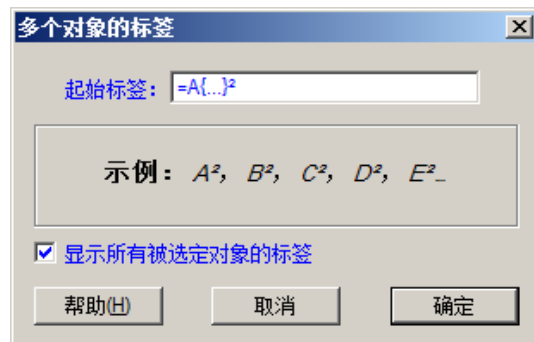 多个对象的标签
起始标签： =A{...}²
示例： A², B², C², D², E²...
显示所有被选定对象的标签
帮助(H) 取消 确定